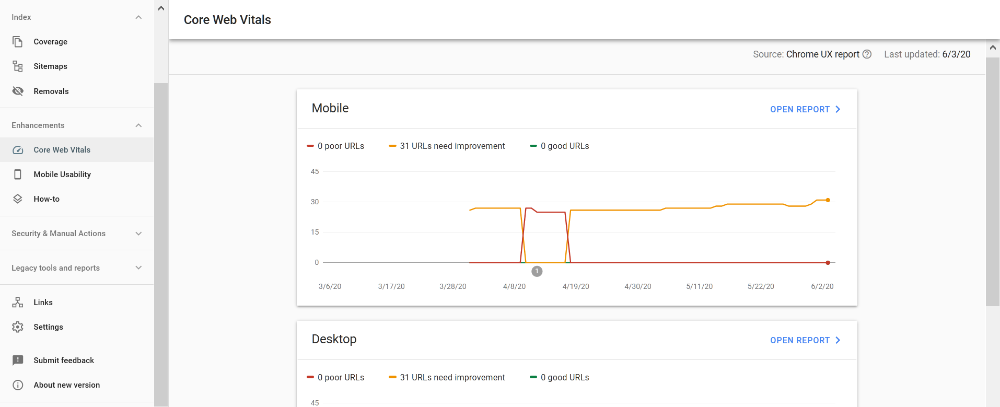 Index
Coverage
Sitemaps
Removals
Enhancements
Core Web Vitals
Mobile Usability
How-to
Security & Manual Actions
Legacy tools and reports
Links
Settings
Submit feedback
About new version
Core Web Vitals
Source: Chrome UX report Last updated: 6/3/20
Mobile
OPEN REPORT
0 poor URLs 31 URLs need improvement 0 good URLs
45
30
15
0
1
3/6/20 3/17/20 3/28/20 4/8/20 4/19/20 4/30/20 5/11/20 5/22/20 6/2/20
Desktop
OPEN REPORT
0 poor URLs 31 URLs need improvement 0 good URLs
45